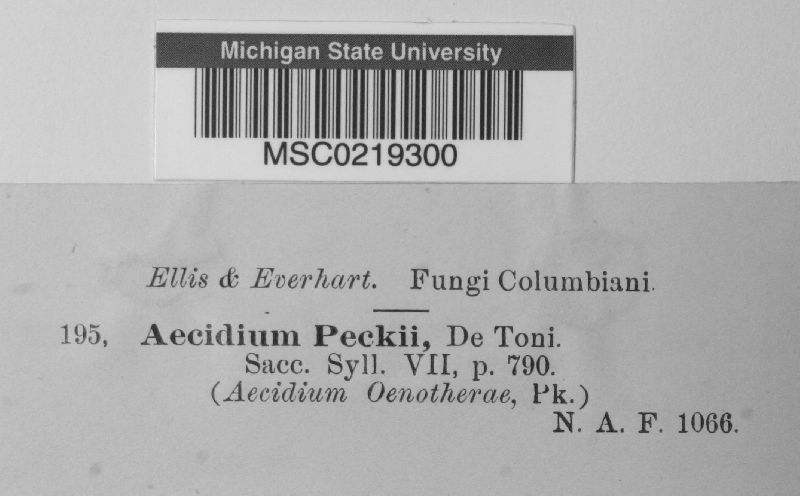 Michigan State University
MSC0219300
Ellis & Everhart. Fungi Columbiani.
195, Aecidium Peckii, De Toni.
Sacc. Syll. VII, p. 790.
(Aecidium Oenotherae, Pk.)
N. A. F. 1066.